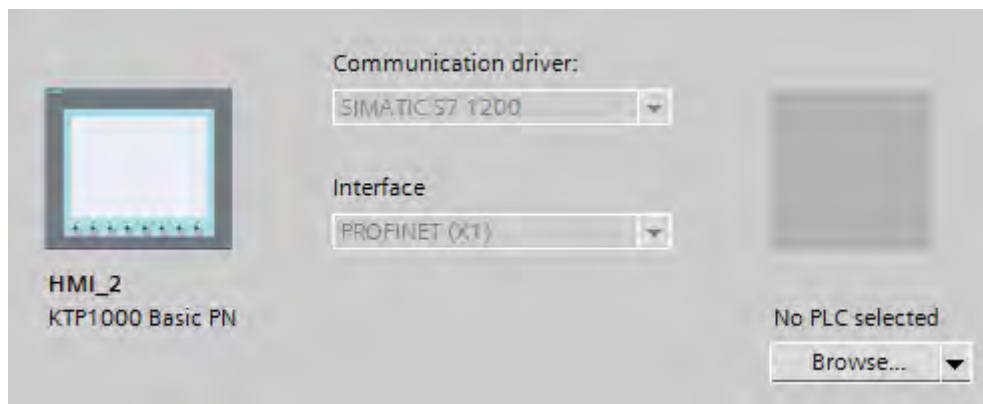 Communication driver:
SIMATIC S7 1200
Interface
PROFINET (X1)
HMI_2
KTP1000 Basic PN
No PLC selected
Browse...